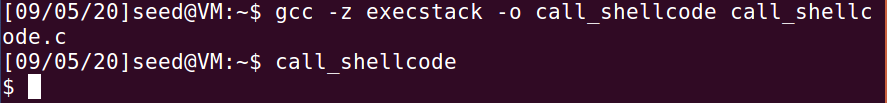 [09/05/20]seed@VM:~$ gcc -z execstack -o call_shellcode call_shellc
ode.c
[09/05/20]seed@VM:~$ call_shellcode
$